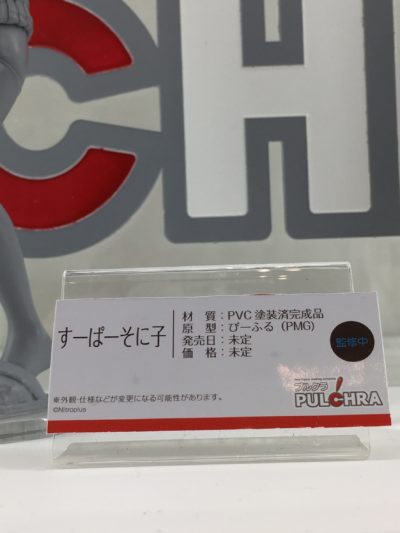 CH
すーぱーそに子
材　質：PVC 塗装済完成品
原　型：びーふる（PMG）
発売日：未定
価　格：未定
監修中
※外観・仕様などが変更になる可能性があります。
©Nitroplus
プルクラ
PULCHRA